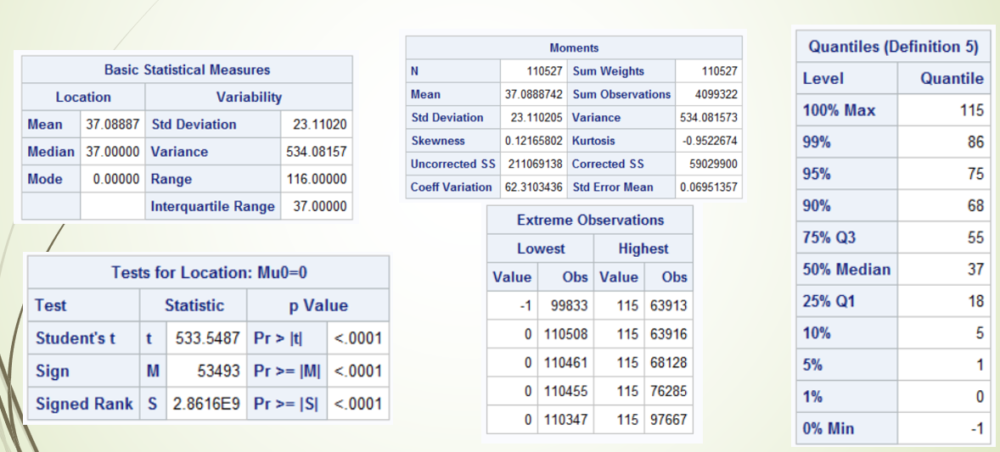 Basic Statistical Measures
Location Variability
Mean 37.08887 Std Deviation 23.11020
Median 37.00000 Variance 534.08157
Mode 0.00000 Range 116.00000
Interquartile Range 37.00000
Moments
N 110527 Sum Weights 110527
Mean 37.0888742 Sum Observations 4099322
Std Deviation 23.110205 Variance 534.081573
Skewness 0.12165802 Kurtosis -0.9522674
Uncorrected SS 211069138 Corrected SS 59029900
Coeff Variation 62.3103436 Std Error Mean 0.06951357
Quantiles (Definition 5)
Level Quantile
100% Max 115
99% 86
95% 75
90% 68
75% Q3 55
50% Median 37
25% Q1 18
10% 5
5% 1
1% 0
0% Min -1
Tests for Location: Mu0=0
Test Statistic p Value
Student's t t 533.5487 Pr > |t| <.0001
Sign M 53493 Pr >= |M| <.0001
Signed Rank S 2.8616E9 Pr >= |S| <.0001
Extreme Observations
Lowest Highest
Value Obs Value Obs
-1 99833 115 63913
0 110508 115 63916
0 110461 115 68128
0 110455 115 76285
0 110347 115 97667